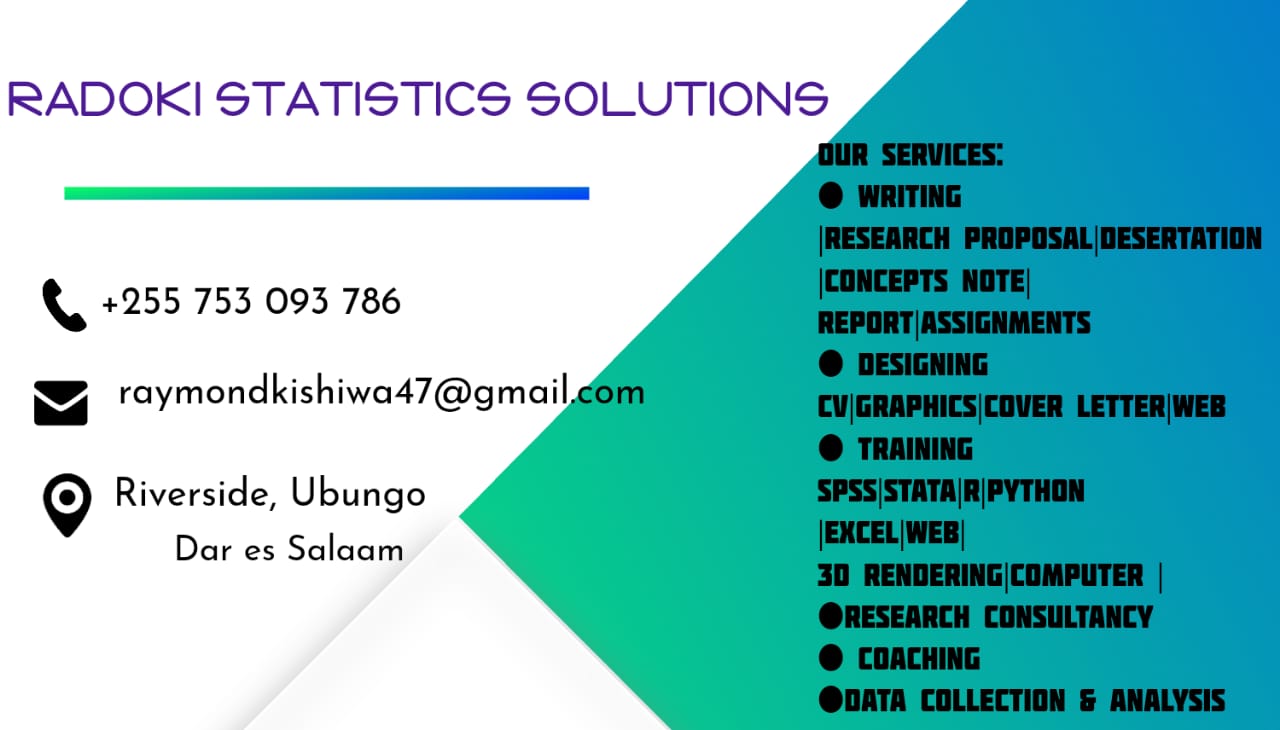 RADOKI STATISTICS SOLUTIONS
+255 753 093 786
raymondkishiwa47@gmail.com
Riverside, Ubungo
Dar es Salaam
OUR SERVICES:
● WRITING
|RESEARCH PROPOSAL|DESERTATION
|CONCEPTS NOTE|
REPORT|ASSIGNMENTS
● DESIGNING
CV|GRAPHICS|COVER LETTER|WEB
● TRAINING
SPSS|STATA|R|PYTHON
|EXCEL|WEB|
3D RENDERING|COMPUTER |
●RESEARCH CONSULTANCY
● COACHING
●DATA COLLECTION & ANALYSIS